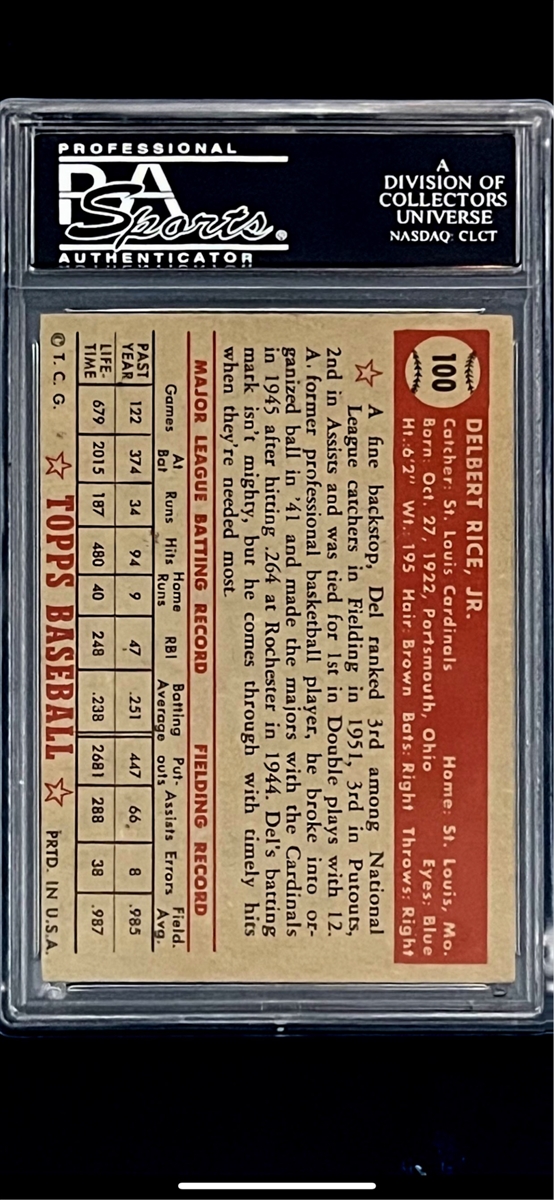 PROFESSIONAL
PSA
Sports®
AUTHENTICATOR
A
DIVISION OF
COLLECTORS
UNIVERSE
NASDAQ: CLCT
100
DELBERT RICE, JR.
Catcher: St. Louis Cardinals Home: St. Louis, Mo.
Born: Oct. 27, 1922, Portsmouth, Ohio Eyes: Blue
Ht.:6'2" Wt.: 195 Hair: Brown Bats: Right Throws: Right
☆ A fine backstop, Del ranked 3rd among National
League catchers in Fielding in 1951, 3rd in Putouts,
2nd in Assists and was tied for 1st in Double plays with 12.
A. former professional basketball player, he broke into or-
ganized ball in '41 and made the majors with the Cardinals
in 1945 after hitting .264 at Rochester in 1944. Del's batting
mark isn't mighty, but he comes through with timely hits
when they're needed most.
MAJOR LEAGUE BATTING RECORD FIELDING RECORD
Games At Bat Runs Hits Home Runs RBI Batting Average Put-outs Assists Errors Field. Avg.
PAST YEAR 122 374 34 94 9 47 .251 447 66 8 .985
LIFE-TIME 679 2015 187 480 40 248 .238 2681 288 38 .987
© T. C. G. ☆ TOPPS BASEBALL ☆ PRTD. IN U.S.A.